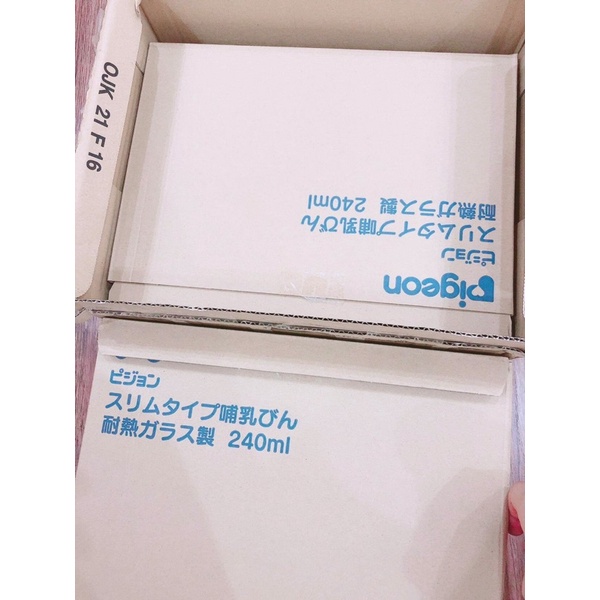 OJK 21 F 16
pigeon
ピジョン
スリムタイプ哺乳びん
耐熱ガラス製 240ml
ピジョン
スリムタイプ哺乳びん
耐熱ガラス製 240ml